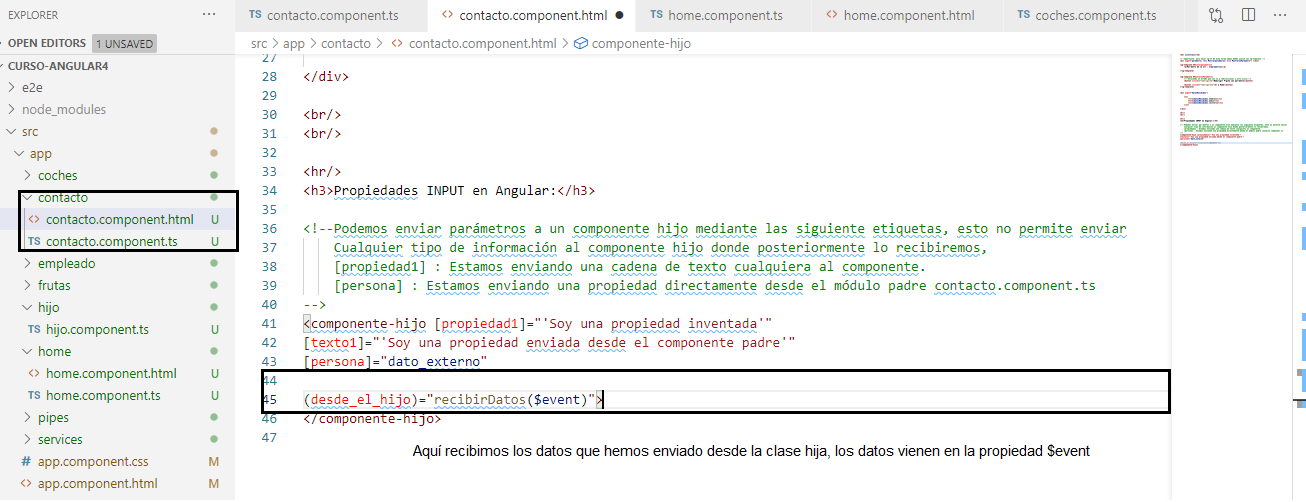 EXPLORER
···
TS contacto.component.ts
<> contacto.component.html ●
TS home.component.ts
<> home.component.html
TS coches.component.ts
···
OPEN EDITORS 1 UNSAVED
src > app > contacto > <> contacto.component.html > componente-hijo
CURSO-ANGULAR4
e2e
node_modules
src
app
coches
contacto
<> contacto.component.html U
TS contacto.component.ts U
empleado
frutas
hijo
TS hijo.component.ts U
home
<> home.component.html U
TS home.component.ts U
pipes
services
# app.component.css M
<> app.component.html M
27
28 </div>
29
30 <br/>
31 <br/>
32
33 <hr/>
34 <h3>Propiedades INPUT en Angular:</h3>
35
36 <!--Podemos enviar parámetros a un componente hijo mediante las siguiente etiquetas, esto no permite enviar
37 Cualquier tipo de información al componente hijo donde posteriormente lo recibiremos,
38 [propiedad1] : Estamos enviando una cadena de texto cualquiera al componente.
39 [persona] : Estamos enviando una propiedad directamente desde el módulo padre contacto.component.ts
40 -->
41 <componente-hijo [propiedad1]="'Soy una propiedad inventada'"
42 [texto1]="'Soy una propiedad enviada desde el componente padre'"
43 [persona]="dato_externo"
44
45 (desde_el_hijo)="recibirDatos($event)">
46 </componente-hijo>
47
Aquí recibimos los datos que hemos enviado desde la clase hija, los datos vienen en la propiedad $event